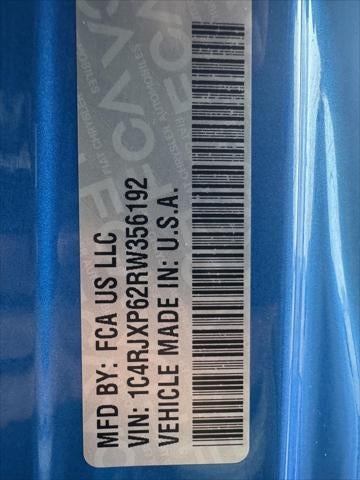 MFD BY: FCA US LLC
VIN: 1C4RJXP62RW356192
VEHICLE MADE IN: U.S.A.